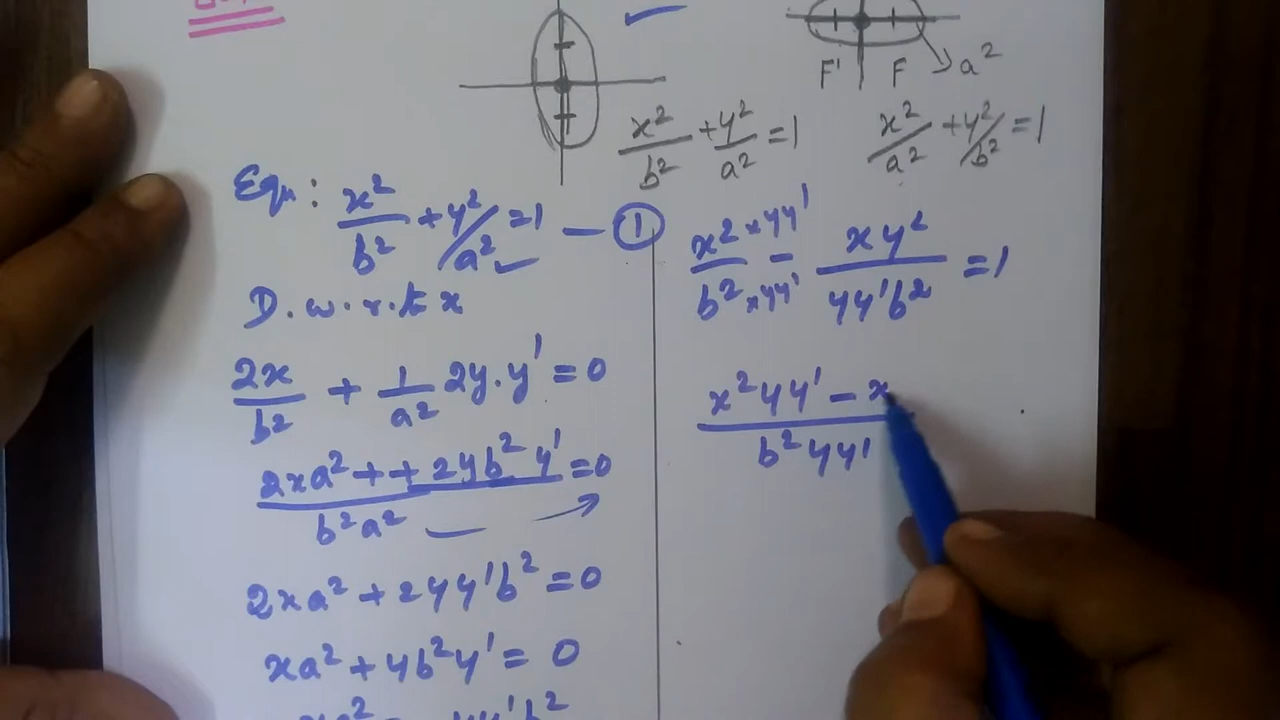 F' F a²
x²/b² + y²/a² = 1
x²/a² + y²/b² = 1
Eqn: x²/b² + y²/a² = 1 — ①
D.w.r.t x
2x/b² + 1/a² 2y.y' = 0
2xa² + + 2yb² y' / b²a² = 0
2xa² + 2yy'b² = 0
xa² + yb²y' = 0
x²/b² ×yy'/×yy' − xy²/yy'b² = 1
x²yy' − x / b²yy'